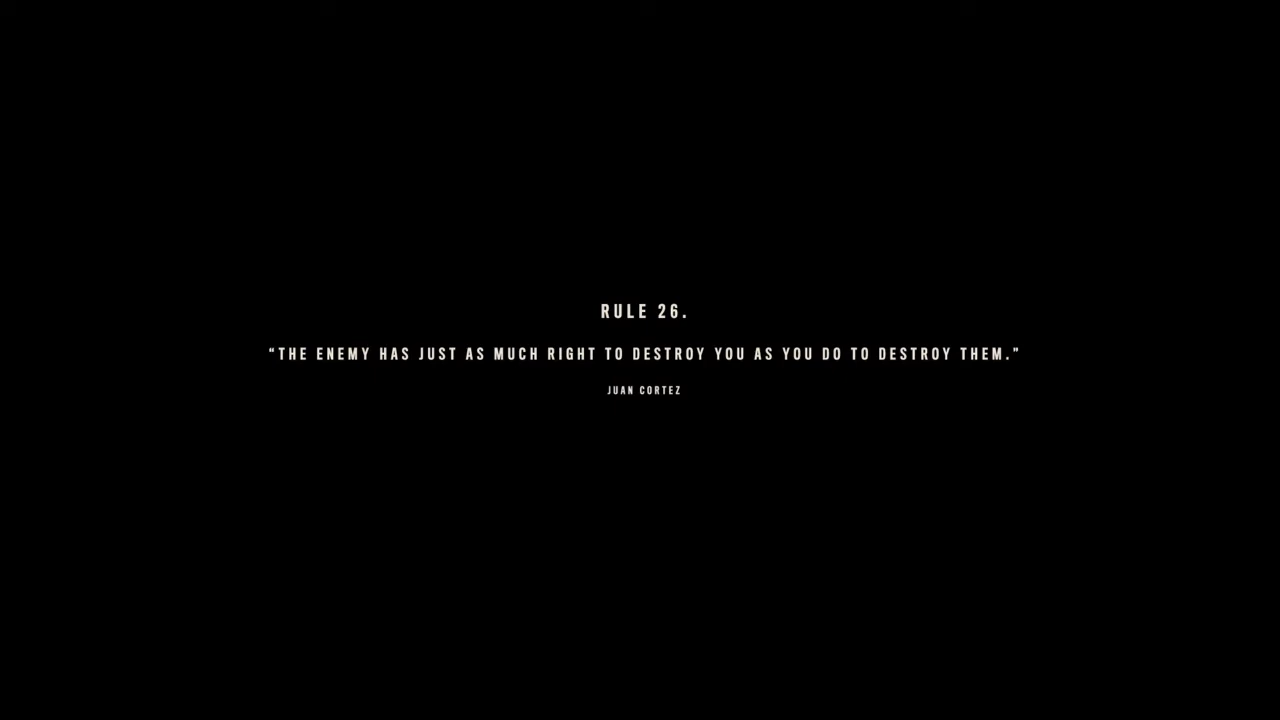 RULE 26.
“THE ENEMY HAS JUST AS MUCH RIGHT TO DESTROY YOU AS YOU DO TO DESTROY THEM.”
JUAN CORTEZ